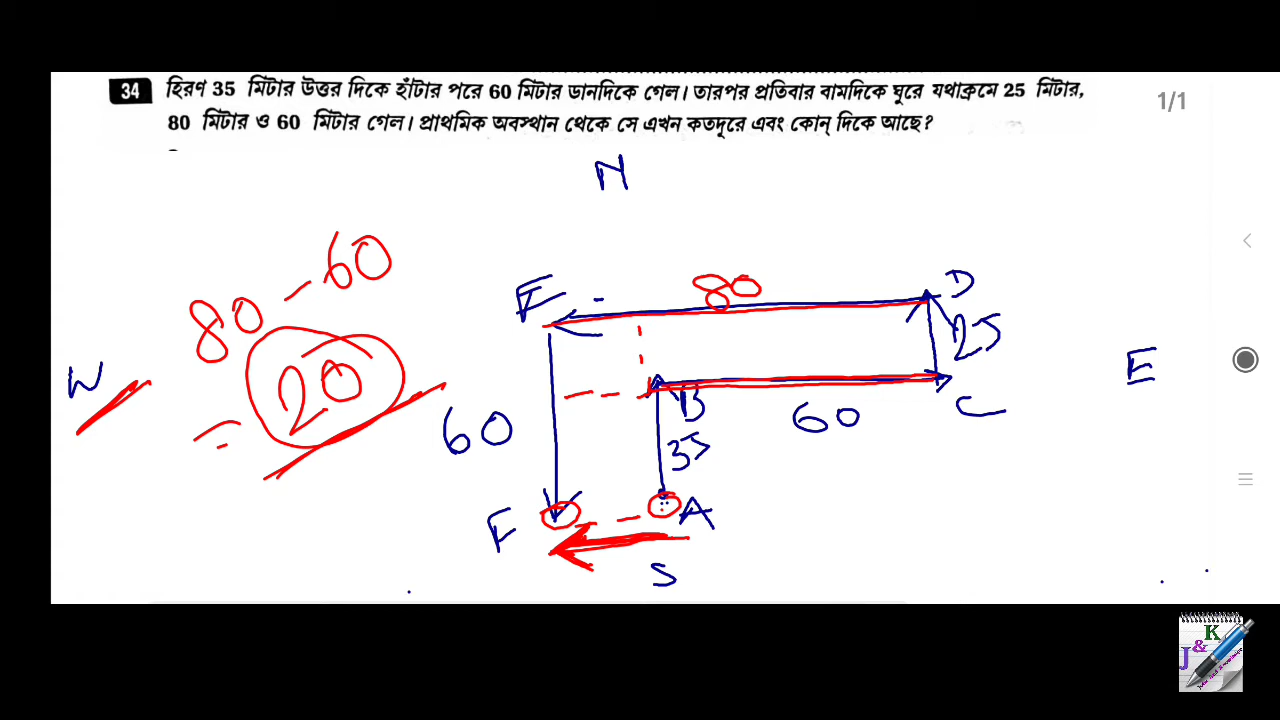 34 হিরণ 35 মিটার উত্তর দিকে হাঁটার পরে 60 মিটার ডানদিকে গেল। তারপর প্রতিবার বামদিকে ঘুরে যথাক্রমে 25 মিটার,
80 মিটার ও 60 মিটার গেল। প্রাথমিক অবস্থান থেকে সে এখন কতদূরে এবং কোন্ দিকে আছে?
1/1
N
80 - 60
= 20
W
E
80
D
25
E
B
60
C
60
35
F
A
S
J & K